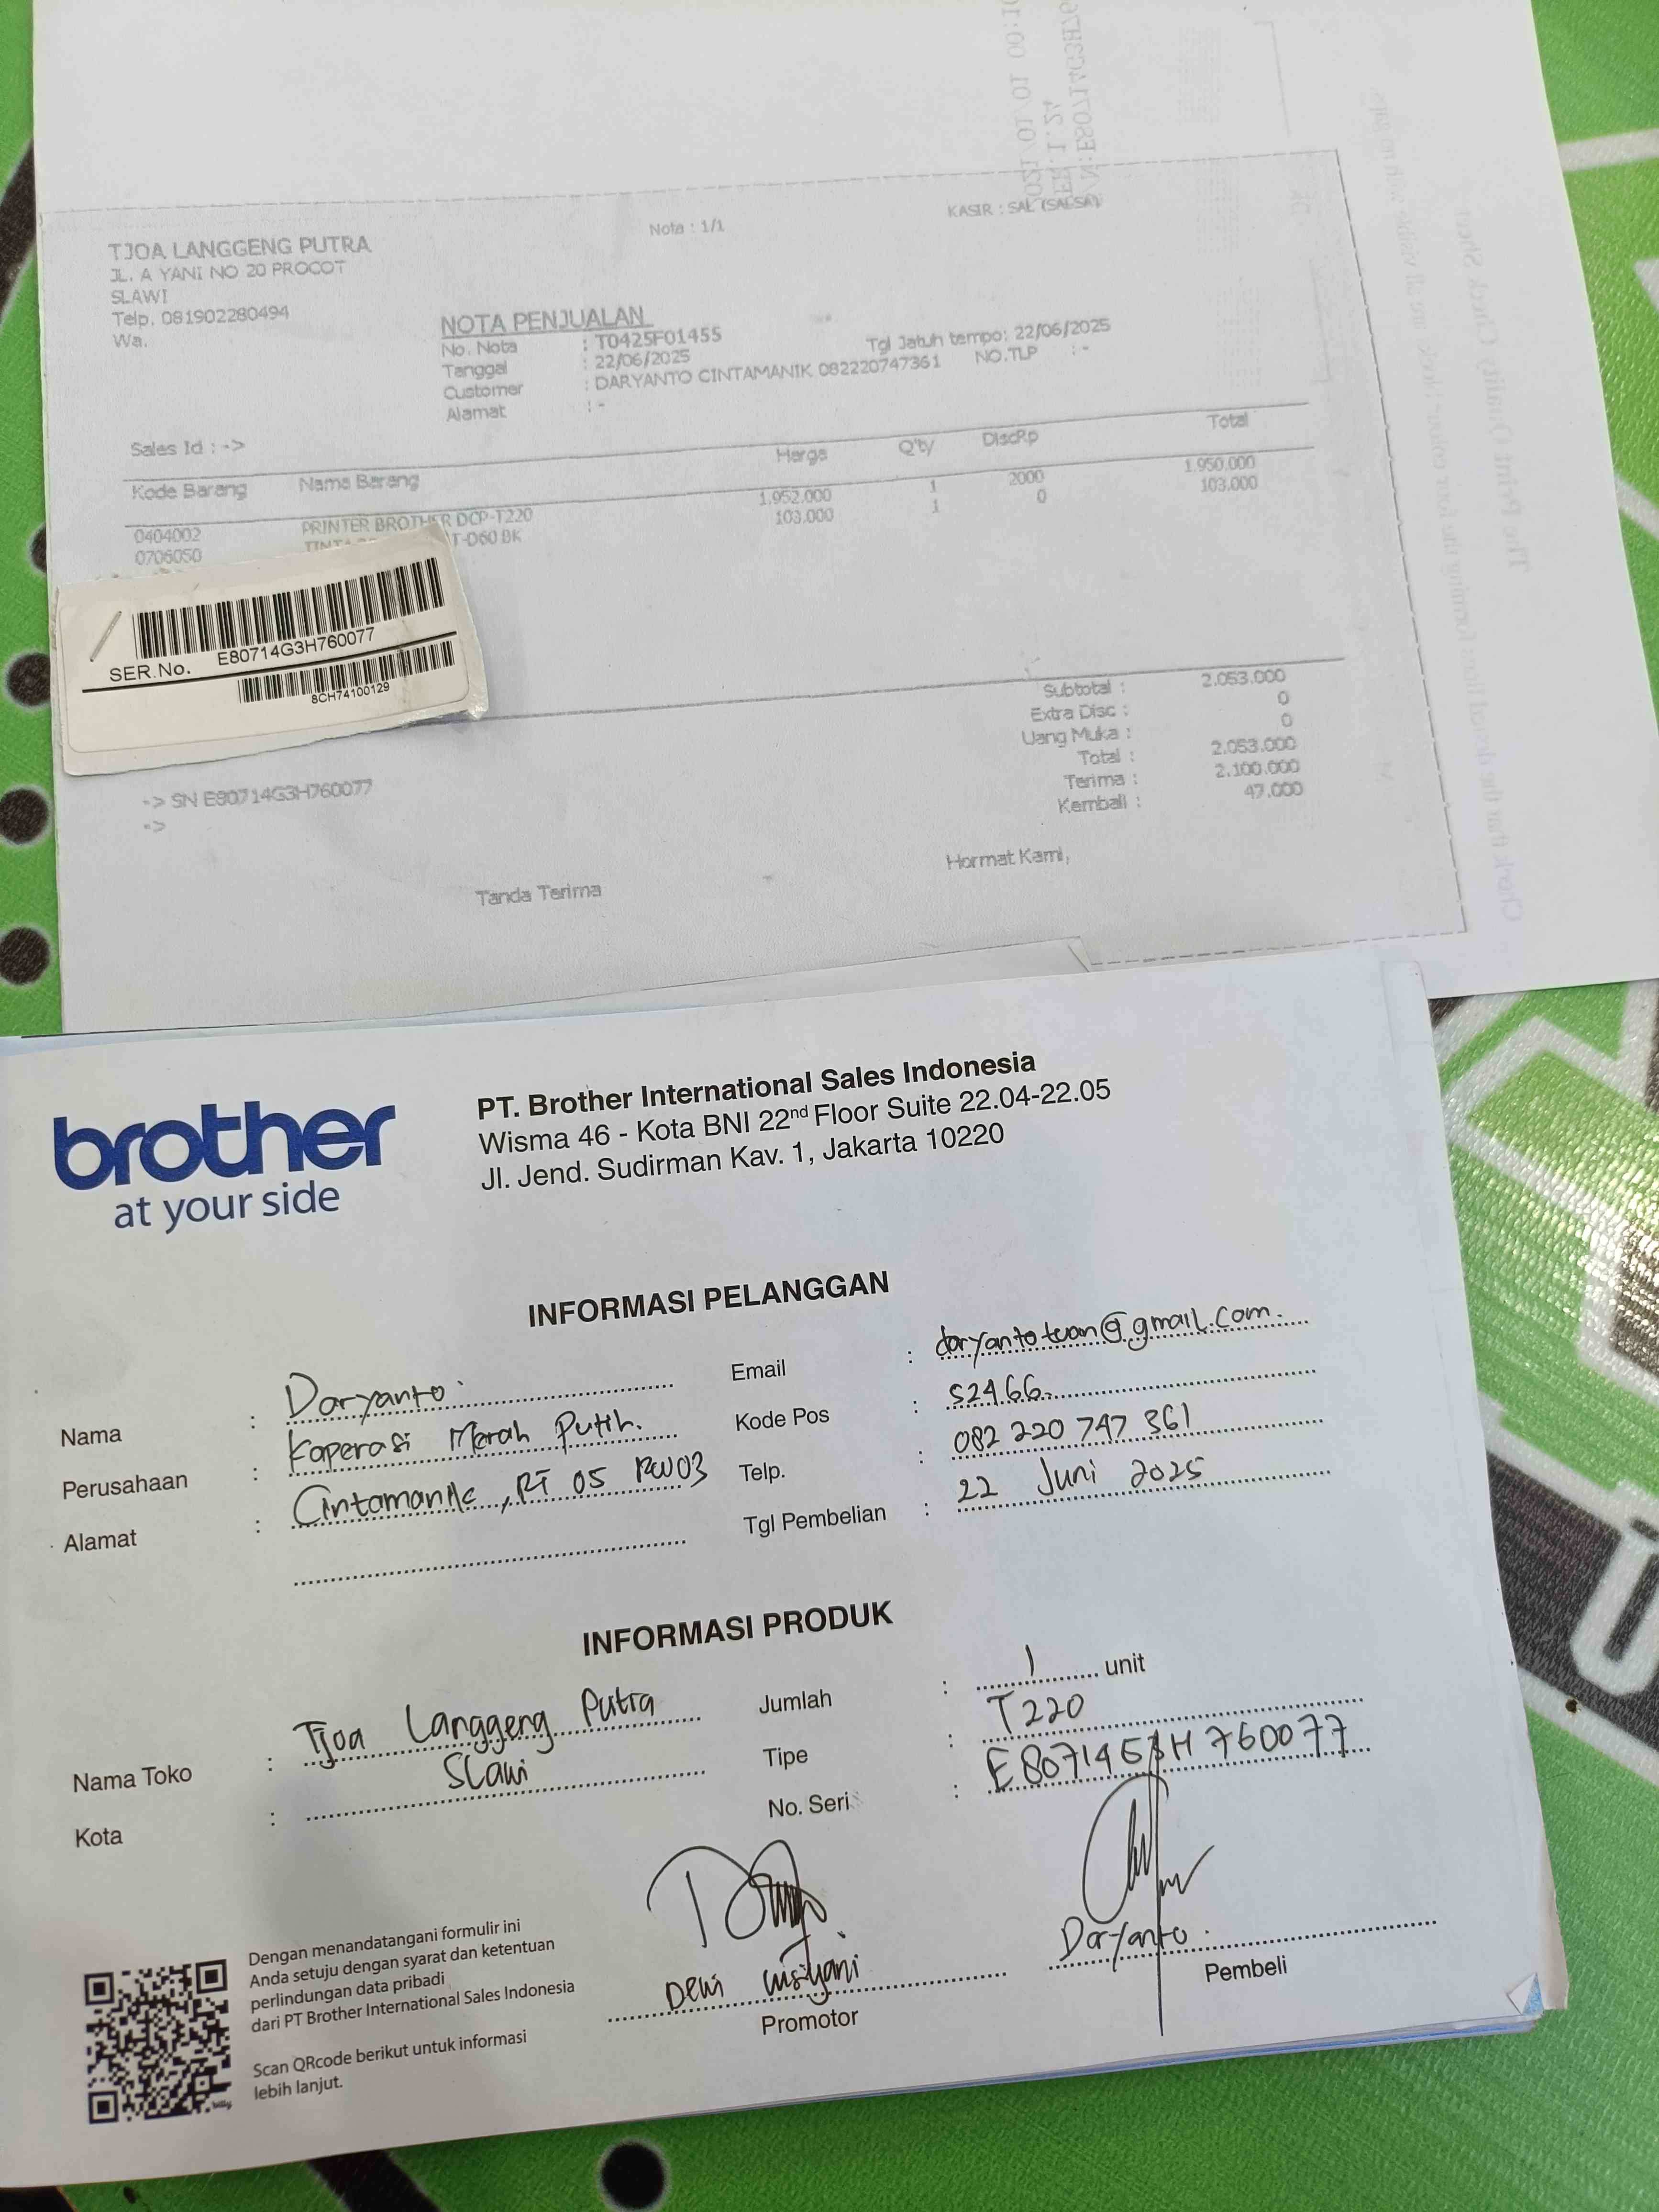 TJOA LANGGENG PUTRA
JL. A YANI NO 20 PROCOT
SLAWI
Telp. 081902280494
Wa.
Nota : 1/1
KASIR : SAL (SALSA)
NOTA PENJUALAN
No. Nota : T0425F01455
Tanggal : 22/06/2025
Customer : DARYANTO CINTAMANIK 082220747361
Alamat : -
Tgl Jatuh tempo: 22/06/2025
NO.TLP : -
Sales Id : ->
Kode Barang Nama Barang Harga Q'ty DiscRp Total
0404002 PRINTER BROTHER DCP-T220 1.952.000 1 2000 1.950.000
0706050 T-D60 BK 103.000 1 0 103.000
SER.No. E80714G3H760077
8CH74100129
Subtotal : 2.053.000
Extra Disc : 0
Uang Muka : 0
Total : 2.053.000
Terima : 2.100.000
Kembali : 47.000
-> SN E80714G3H760077
->
Tanda Terima
Hormat Kami,
brother
at your side
PT. Brother International Sales Indonesia
Wisma 46 - Kota BNI 22nd Floor Suite 22.04-22.05
Jl. Jend. Sudirman Kav. 1, Jakarta 10220
INFORMASI PELANGGAN
Nama : Daryanto
Perusahaan : Koperasi Merah Putih.
Alamat : Cintamanik, RT 05 RW 03
Email : daryantotuan@gmail.com.
Kode Pos : 52466
Telp. : 082 220 747 361
Tgl Pembelian : 22 Juni 2025
INFORMASI PRODUK
Nama Toko : Tjoa Langgeng Putra
Kota : Slawi
Jumlah : 1 unit
Tipe : T220
No. Seri : E80714G3H760077
Dengan menandatangani formulir ini
Anda setuju dengan syarat dan ketentuan
perlindungan data pribadi
dari PT Brother International Sales Indonesia
Scan QRcode berikut untuk informasi
lebih lanjut.
Dewi
Promotor
Daryanto.
Pembeli